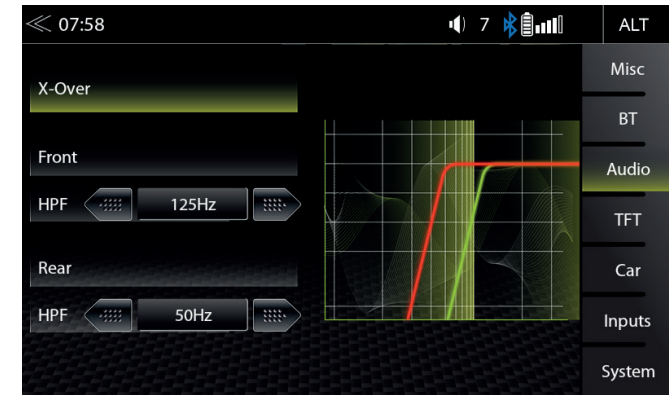 07:58 7 ALT
X-Over
Front
HPF 125Hz
Rear
HPF 50Hz
Misc
BT
Audio
TFT
Car
Inputs
System